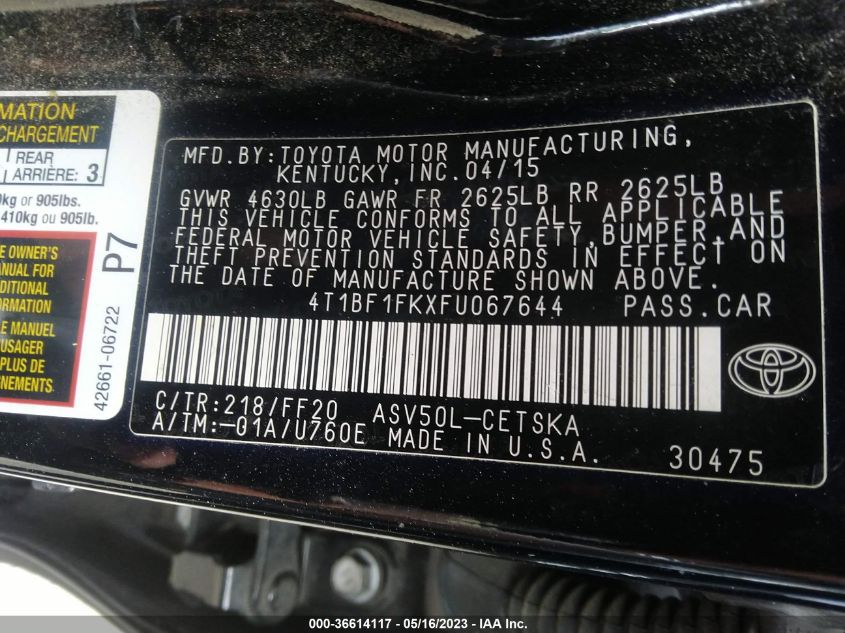 MATION
CHARGEMENT
REAR
ARRIÈRE: 3
kg or 905lbs.
410kg ou 905lb.
E OWNER'S
MANUAL FOR
DITIONAL
ORMATION
LE MANUEL
USAGER
PLUS DE
GNEMENTS
P7
42661-06722
MFD.BY:TOYOTA MOTOR MANUFACTURING,
KENTUCKY,INC.04/15
GVWR 4630LB GAWR FR 2625LB RR 2625LB
THIS VEHICLE CONFORMS TO ALL APPLICABLE
FEDERAL MOTOR VEHICLE SAFETY,BUMPER,AND
THEFT PREVENTION STANDARDS IN EFFECT ON
THE DATE OF MANUFACTURE SHOWN ABOVE.
4T1BF1FKXFU067644 PASS.CAR
C/TR:218/FF20 ASV50L-CETSKA
A/TM:-01A/U760E MADE IN U.S.A.
30475
000-36614117 - 05/16/2023 - IAA Inc.